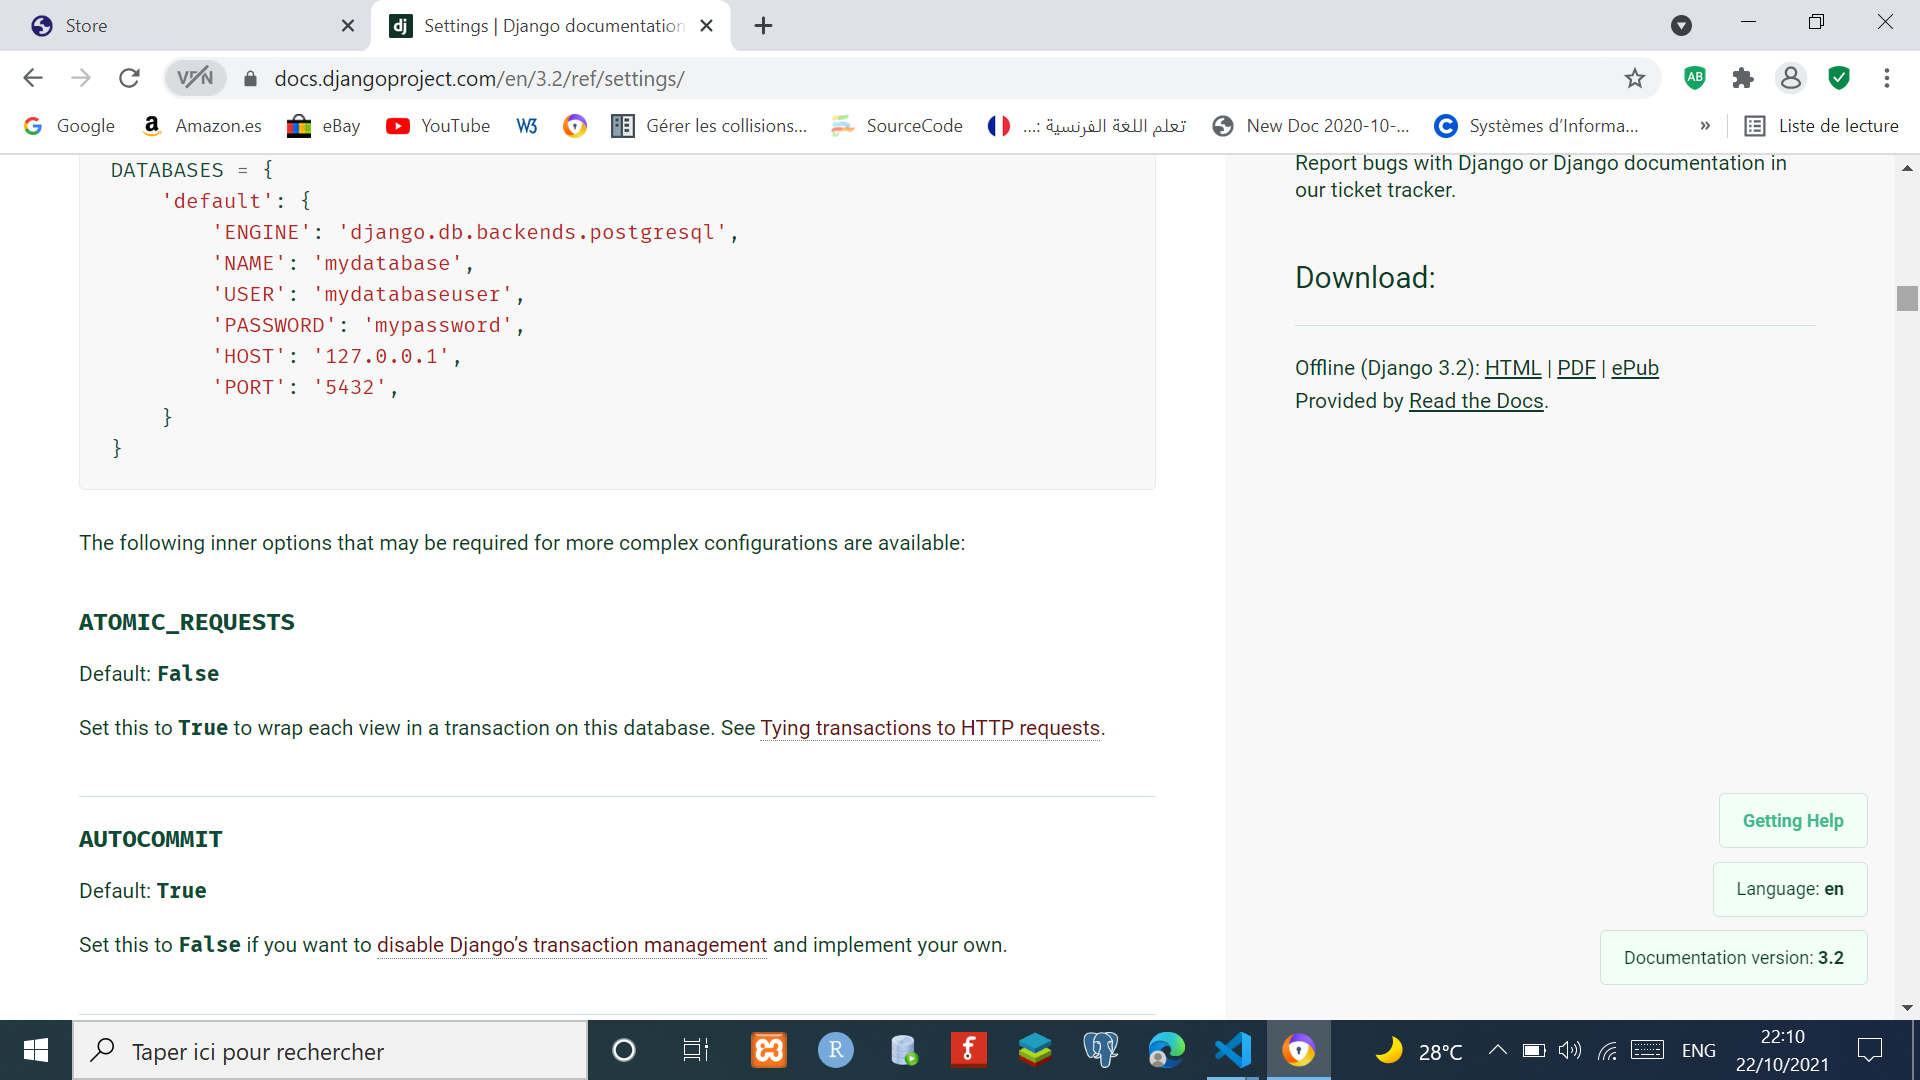 Store
Settings | Django documentation
VPN
docs.djangoproject.com/en/3.2/ref/settings/
Google
Amazon.es
eBay
YouTube
W3
Gérer les collisions...
SourceCode
تعلم اللغة الفرنسية :...
New Doc 2020-10-...
Systèmes d'Informa...
»
Liste de lecture
DATABASES = {
    'default': {
        'ENGINE': 'django.db.backends.postgresql',
        'NAME': 'mydatabase',
        'USER': 'mydatabaseuser',
        'PASSWORD': 'mypassword',
        'HOST': '127.0.0.1',
        'PORT': '5432',
    }
}
The following inner options that may be required for more complex configurations are available:
ATOMIC_REQUESTS
Default: False
Set this to True to wrap each view in a transaction on this database. See Tying transactions to HTTP requests.
AUTOCOMMIT
Default: True
Set this to False if you want to disable Django’s transaction management and implement your own.
Report bugs with Django or Django documentation in
our ticket tracker.
Download:
Offline (Django 3.2): HTML | PDF | ePub
Provided by Read the Docs.
Getting Help
Language: en
Documentation version: 3.2
Taper ici pour rechercher
28°C
ENG
22:10
22/10/2021